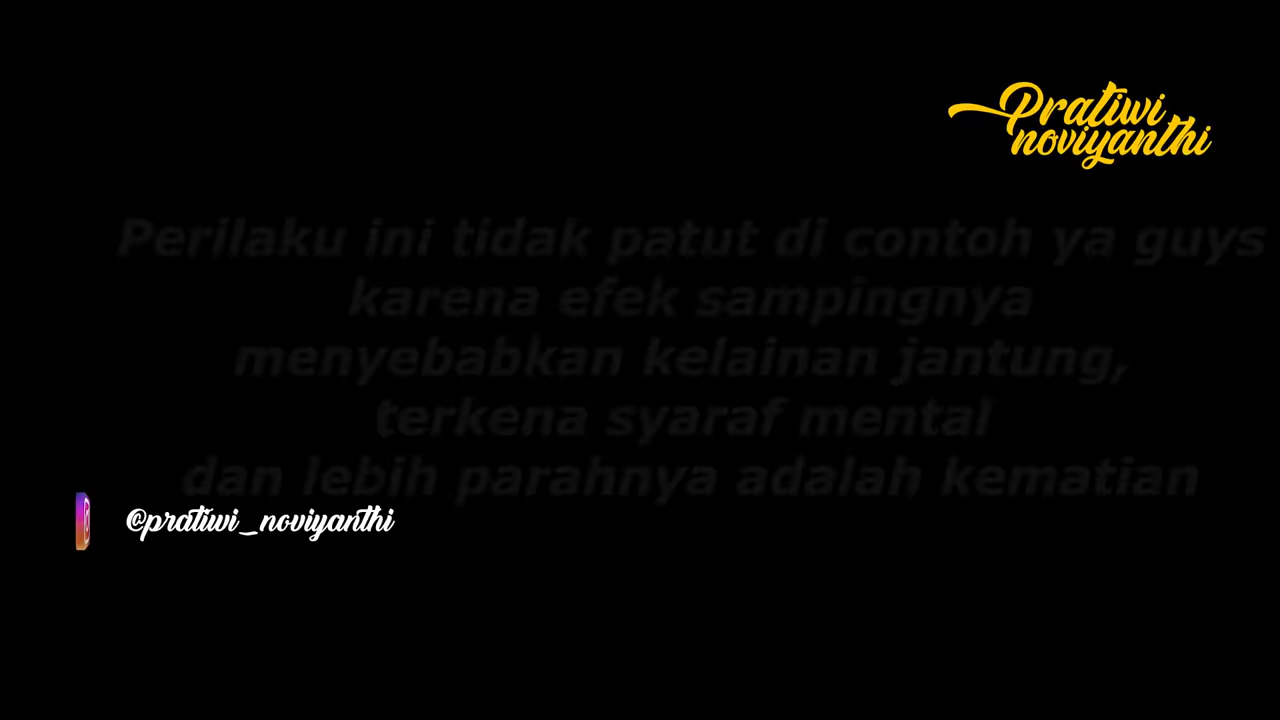 Pratiwi
noviyanthi
Perilaku ini tidak patut di contoh ya guys
karena efek sampingnya
menyebabkan kelainan jantung,
terkena syaraf mental
dan lebih parahnya adalah kematian
@pratiwi_noviyanthi